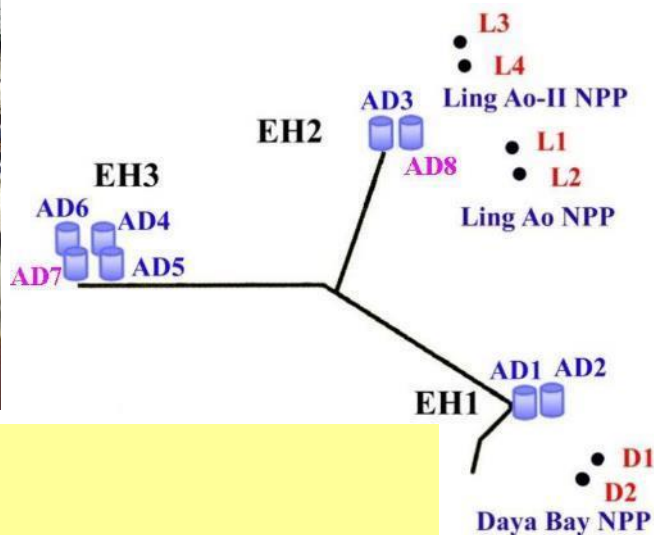 L3
L4
Ling Ao-II NPP
AD3
EH2
AD8
L1
L2
Ling Ao NPP
EH3
AD6
AD4
AD7
AD5
AD1
AD2
EH1
D1
D2
Daya Bay NPP